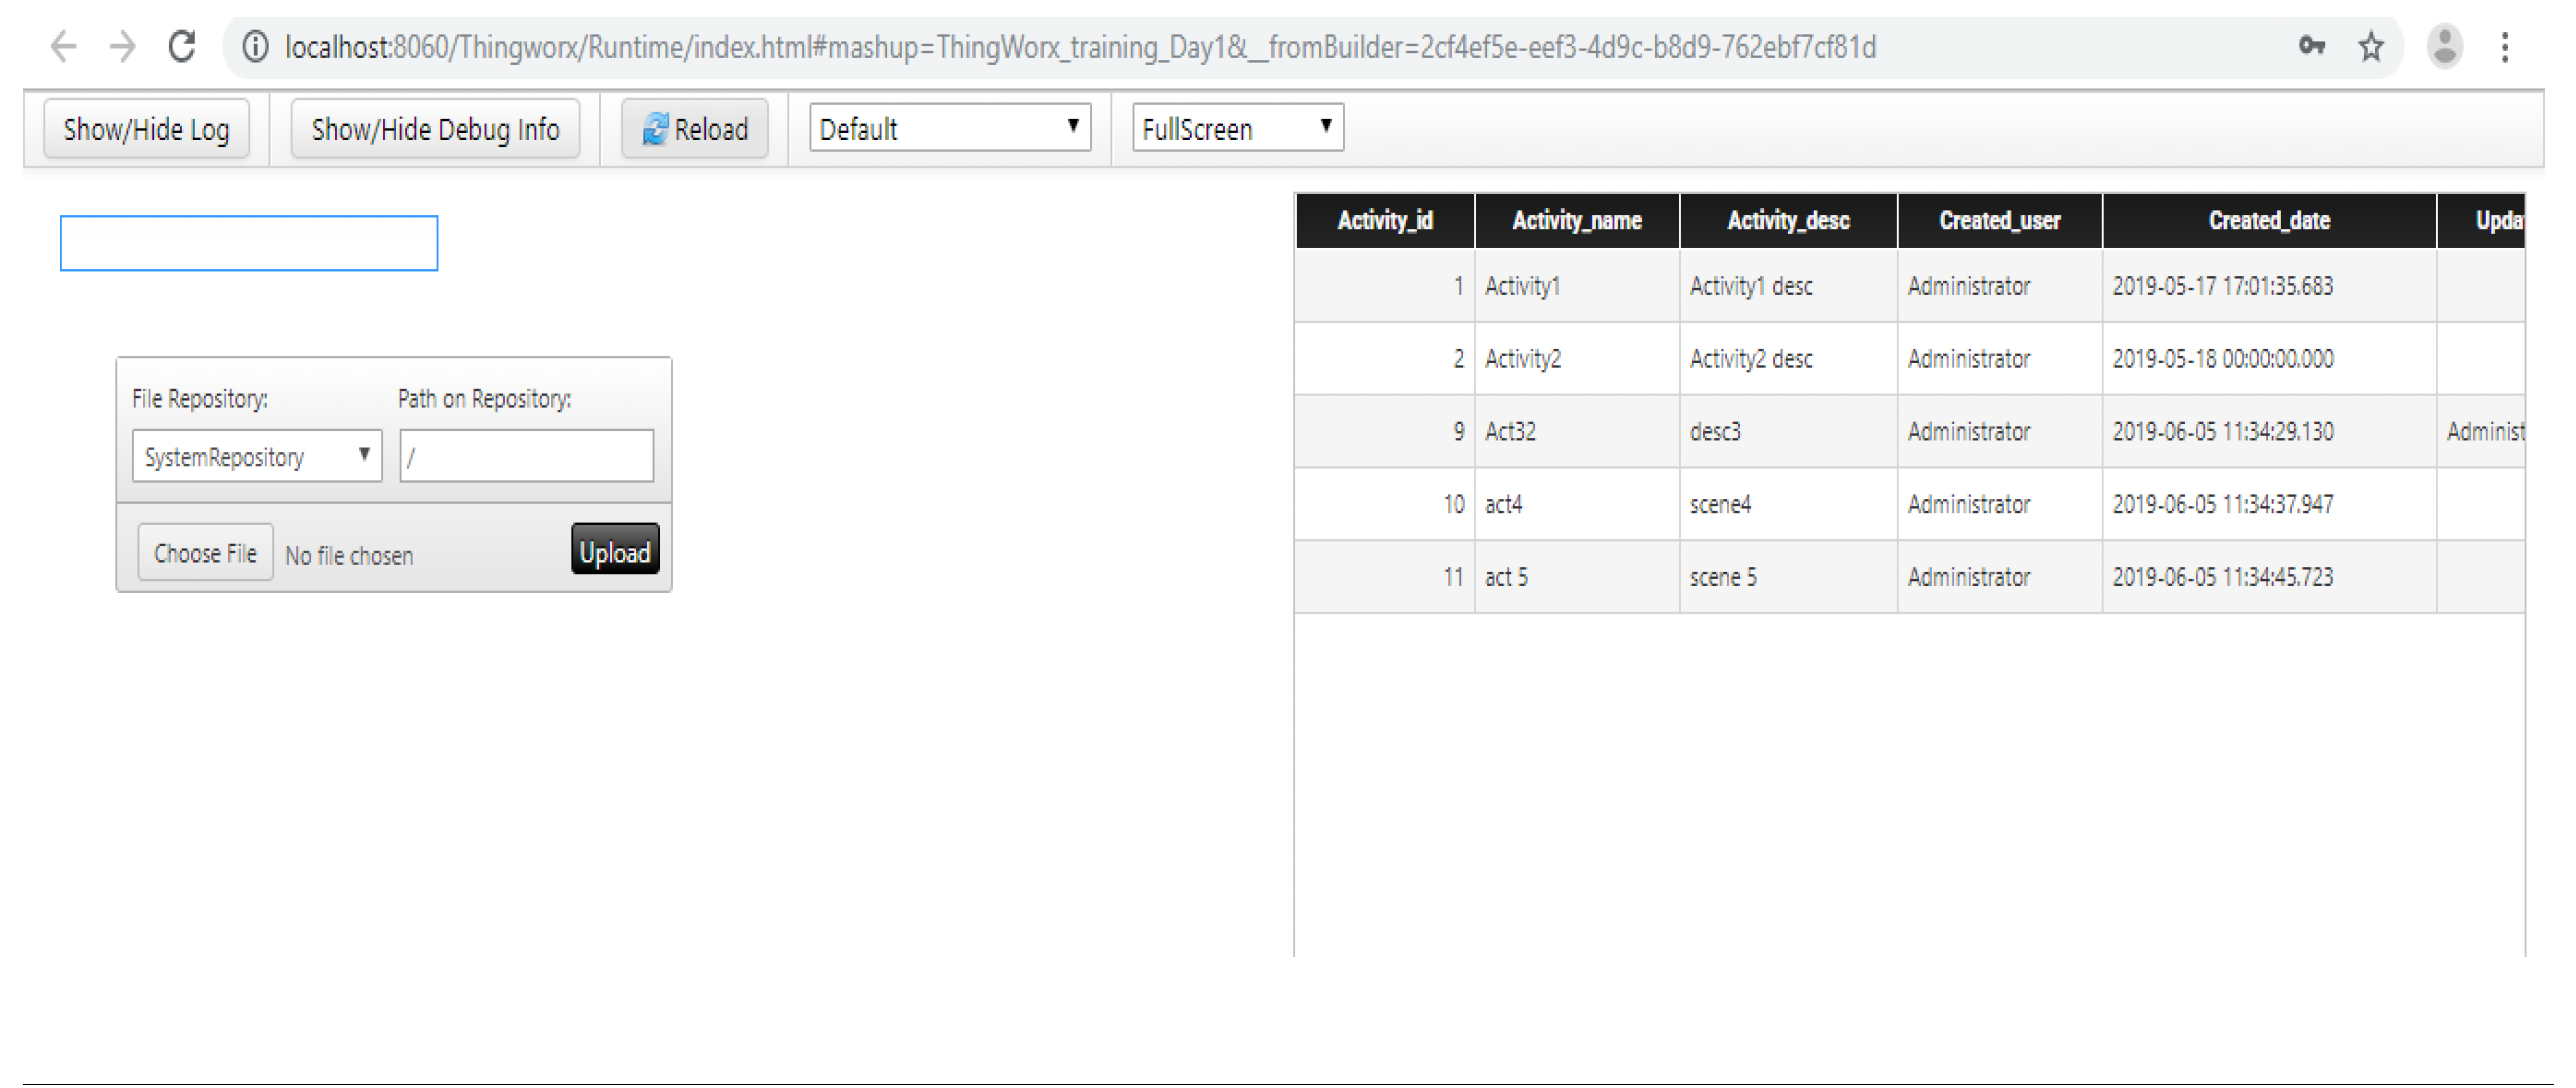 localhost:8060/Thingworx/Runtime/index.html#mashup=ThingWorx_training_Day1&__fromBuilder=2cf4ef5e-eef3-4d9c-b8d9-762ebf7cf81d
Show/Hide Log Show/Hide Debug Info Reload Default FullScreen
File Repository: Path on Repository:
SystemRepository /
Choose File No file chosen Upload
Activity_id Activity_name Activity_desc Created_user Created_date Upda
1 Activity1 Activity1 desc Administrator 2019-05-17 17:01:35.683
2 Activity2 Activity2 desc Administrator 2019-05-18 00:00:00.000
9 Act32 desc3 Administrator 2019-06-05 11:34:29.130 Administ
10 act4 scene4 Administrator 2019-06-05 11:34:37.947
11 act 5 scene 5 Administrator 2019-06-05 11:34:45.723